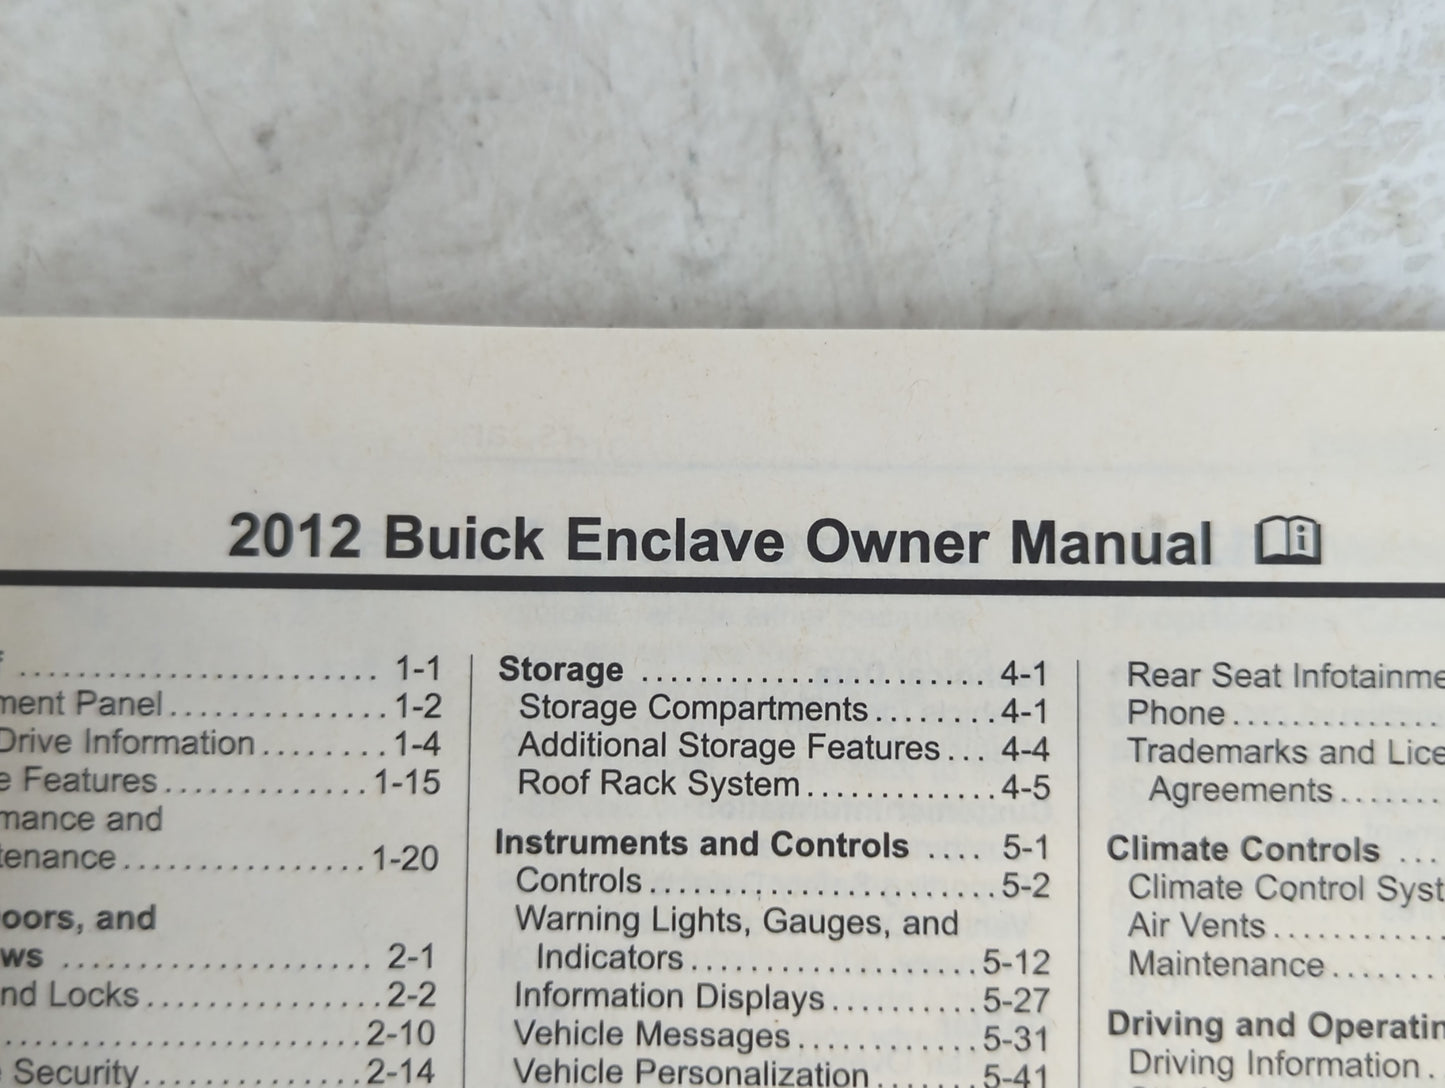 2012 Buick Enclave Owner Manual
........................ 1-1
ment Panel.............. 1-2
Drive Information........ 1-4
e Features............. 1-15
mance and
tenance................ 1-20
oors, and
ws .................... 2-1
nd Locks............... 2-2
....................... 2-10
Security.............. 2-14
Storage ....................... 4-1
Storage Compartments........ 4-1
Additional Storage Features... 4-4
Roof Rack System............. 4-5
Instruments and Controls .... 5-1
Controls....................... 5-2
Warning Lights, Gauges, and
Indicators................... 5-12
Information Displays.......... 5-27
Vehicle Messages............ 5-31
Vehicle Personalization....... 5-41
Rear Seat Infotainme
Phone..............
Trademarks and Lice
Agreements.......
Climate Controls ...
Climate Control Syst
Air Vents............
Maintenance.......
Driving and Operatin
Driving Information.